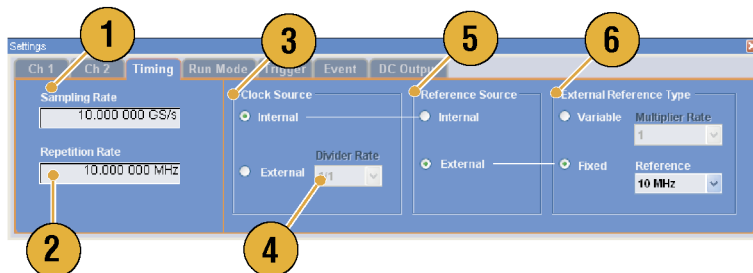 1
3
5
6
Settings
Ch 1 Ch 2 Timing Run Mode Trigger Event DC Output
Sampling Rate
10.000 000 GS/s
Repetition Rate
10.000 000 MHz
Clock Source
Internal
External
Divider Rate
1/1
Reference Source
Internal
External
External Reference Type
Variable
Multiplier Rate
1
Fixed
Reference
10 MHz
2
4